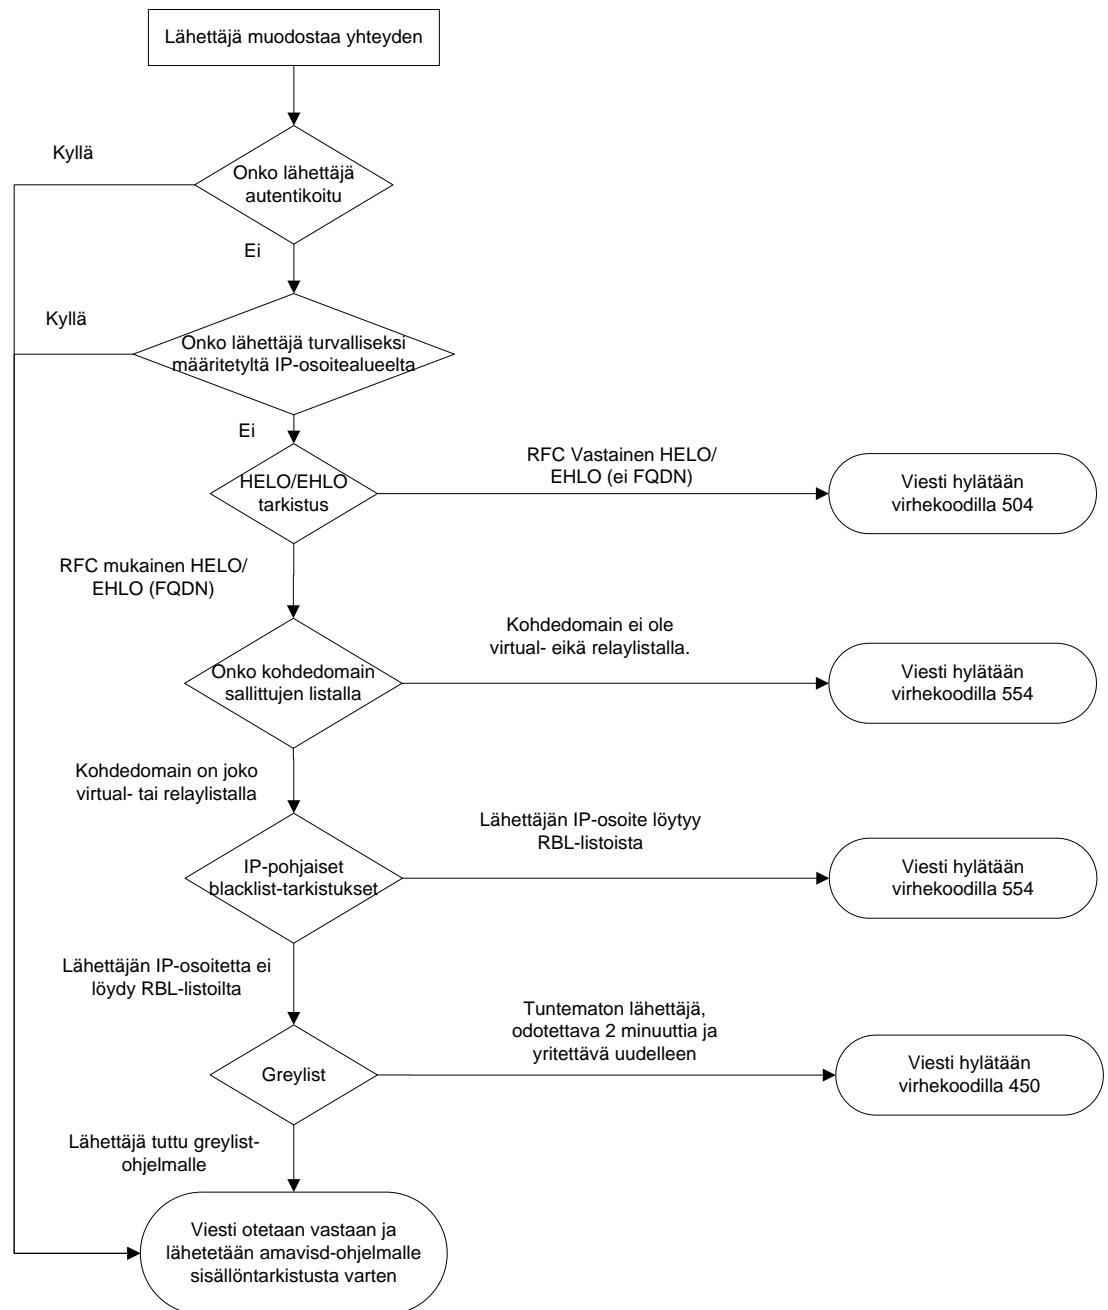 Lähettäjä muodostaa yhteyden
Kyllä
Onko lähettäjä
autentikoitu
Ei
Kyllä
Onko lähettäjä turvalliseksi
määritetyltä IP-osoitealueelta
Ei
HELO/EHLO
tarkistus
RFC Vastainen HELO/
EHLO (ei FQDN)
Viesti hylätään
virhekoodilla 504
RFC mukainen HELO/
EHLO (FQDN)
Onko kohdedomain
sallittujen listalla
Kohdedomain ei ole
virtual- eikä relaylistalla.
Viesti hylätään
virhekoodilla 554
Kohdedomain on joko
virtual- tai relaylistalla
IP-pohjaiset
blacklist-tarkistukset
Lähettäjän IP-osoite löytyy
RBL-listoista
Viesti hylätään
virhekoodilla 554
Lähettäjän IP-osoitetta ei
löydy RBL-listoilta
Greylist
Tuntematon lähettäjä,
odotettava 2 minuuttia ja
yritettävä uudelleen
Viesti hylätään
virhekoodilla 450
Lähettäjä tuttu greylist-
ohjelmalle
Viesti otetaan vastaan ja
lähetetään amavisd-ohjelmalle
sisällöntarkistusta varten